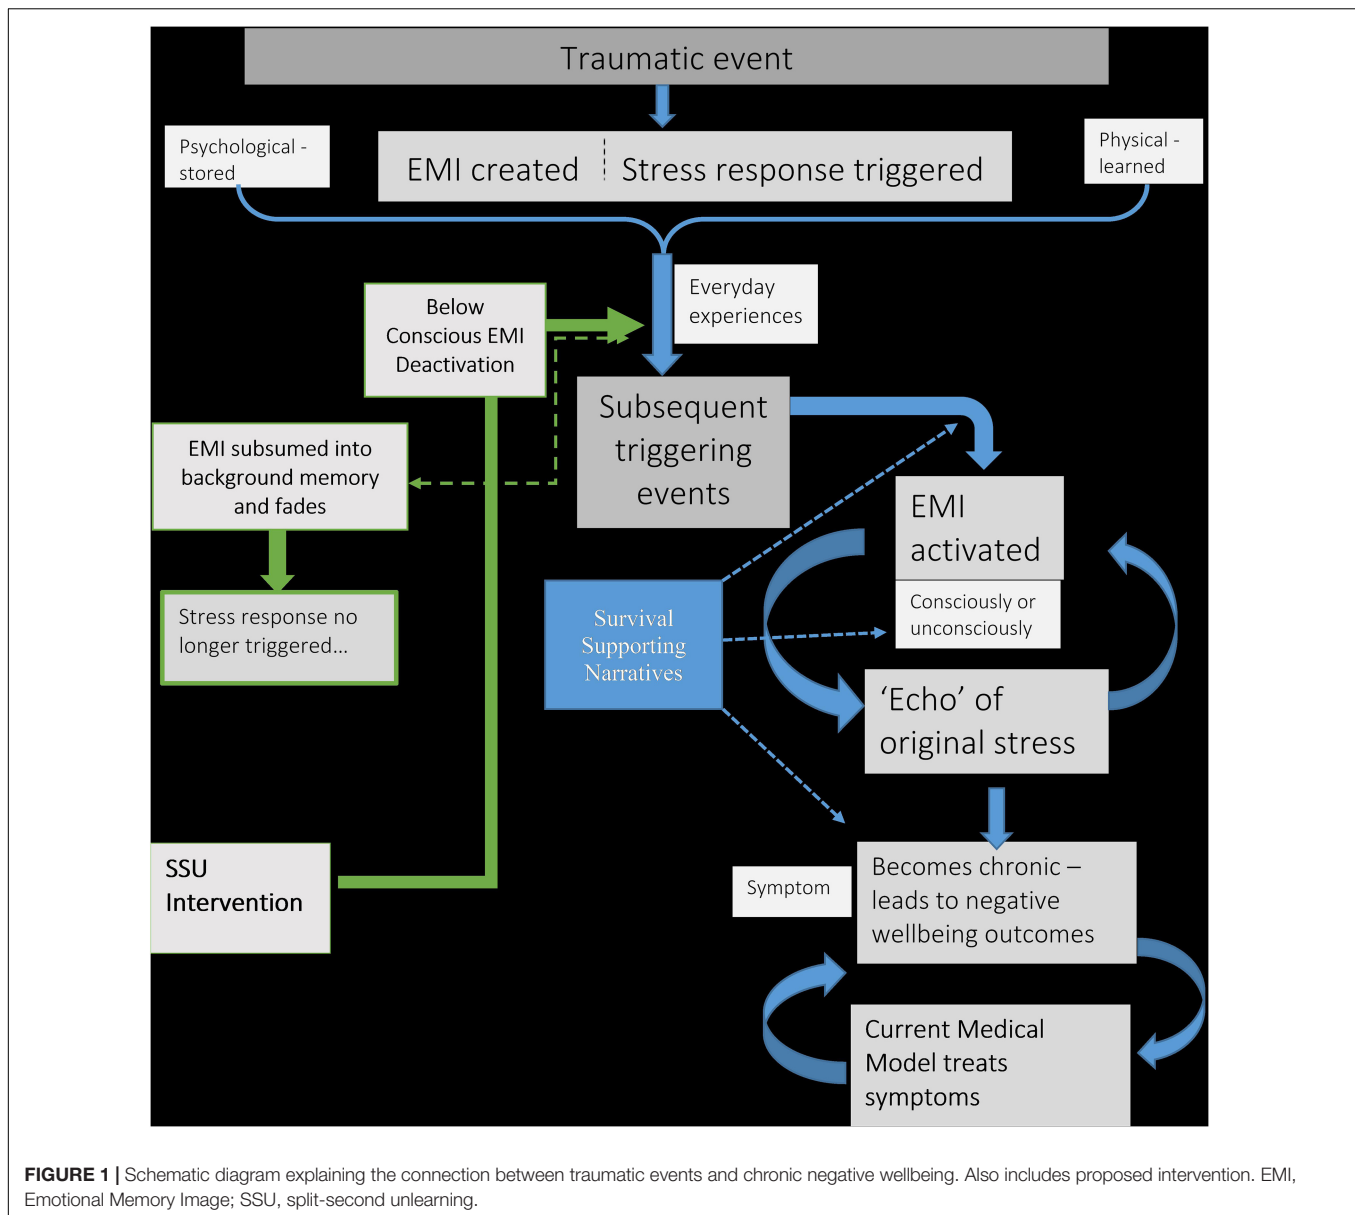 Traumatic event
Psychological -
stored
EMI created
Stress response triggered
Physical -
learned
Everyday
experiences
Below
Conscious EMI
Deactivation
Subsequent
triggering
events
EMI subsumed into
background memory
and fades
EMI
activated
Consciously or
unconsciously
Stress response no
longer triggered...
Survival
Supporting
Narratives
‘Echo’ of
original stress
SSU
Intervention
Symptom
Becomes chronic –
leads to negative
wellbeing outcomes
Current Medical
Model treats
symptoms
FIGURE 1 | Schematic diagram explaining the connection between traumatic events and chronic negative wellbeing. Also includes proposed intervention. EMI,
Emotional Memory Image; SSU, split-second unlearning.